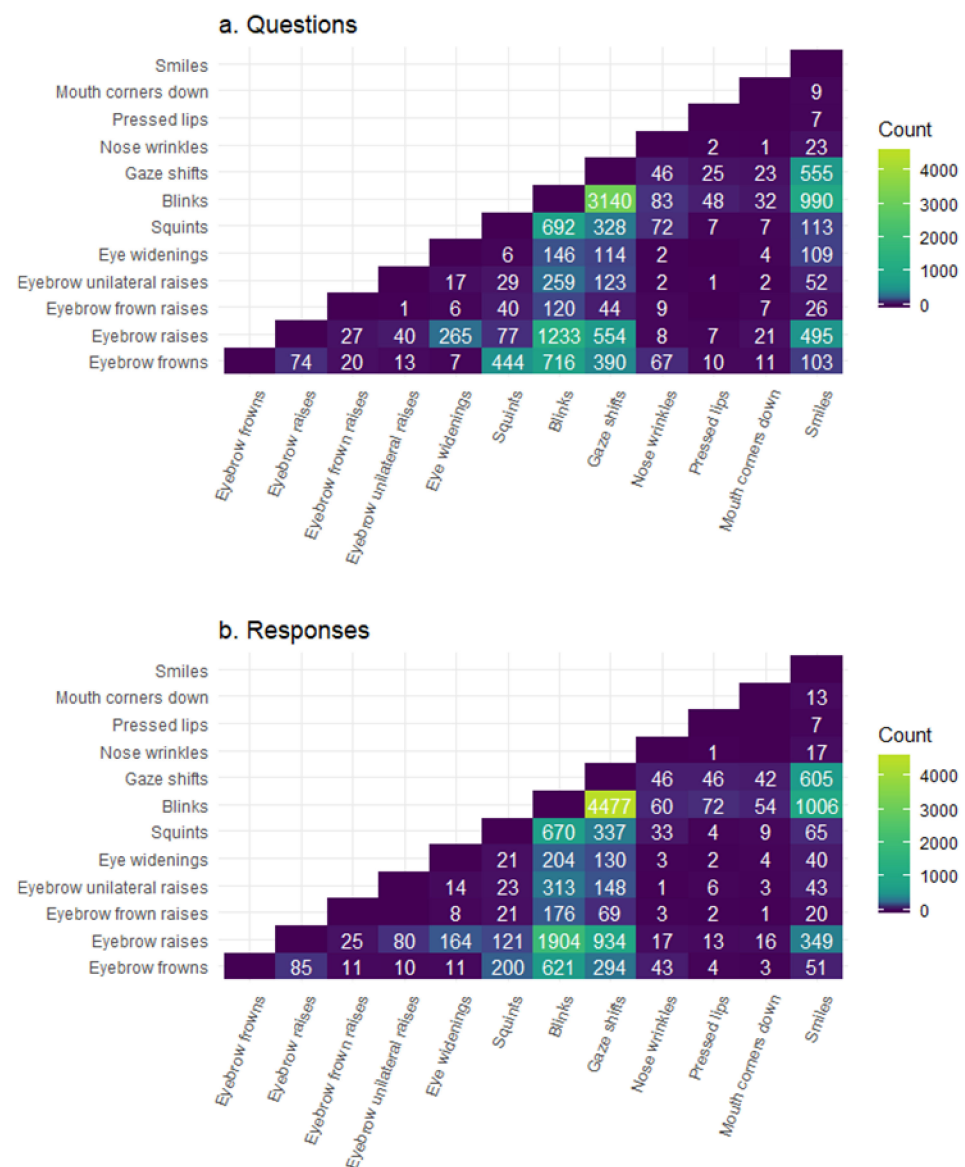 a. Questions
Smiles
Mouth corners down 9
Pressed lips 7
Nose wrinkles 2 1 23
Gaze shifts 46 25 23 555
Blinks 3140 83 48 32 990
Squints 692 328 72 7 7 113
Eye widenings 6 146 114 2 4 109
Eyebrow unilateral raises 17 29 259 123 2 1 2 52
Eyebrow frown raises 1 6 40 120 44 9 7 26
Eyebrow raises 27 40 265 77 1233 554 8 7 21 495
Eyebrow frowns 74 20 13 7 444 716 390 67 10 11 103
Eyebrow frowns
Eyebrow raises
Eyebrow frown raises
Eyebrow unilateral raises
Eye widenings
Squints
Blinks
Gaze shifts
Nose wrinkles
Pressed lips
Mouth corners down
Smiles
Count
4000
3000
2000
1000
0
b. Responses
Smiles
Mouth corners down 13
Pressed lips 7
Nose wrinkles 1 17
Gaze shifts 46 46 42 605
Blinks 4477 60 72 54 1006
Squints 670 337 33 4 9 65
Eye widenings 21 204 130 3 2 4 40
Eyebrow unilateral raises 14 23 313 148 1 6 3 43
Eyebrow frown raises 8 21 176 69 3 2 1 20
Eyebrow raises 25 80 164 121 1904 934 17 13 16 349
Eyebrow frowns 85 11 10 11 200 621 294 43 4 3 51
Eyebrow frowns
Eyebrow raises
Eyebrow frown raises
Eyebrow unilateral raises
Eye widenings
Squints
Blinks
Gaze shifts
Nose wrinkles
Pressed lips
Mouth corners down
Smiles
Count
4000
3000
2000
1000
0